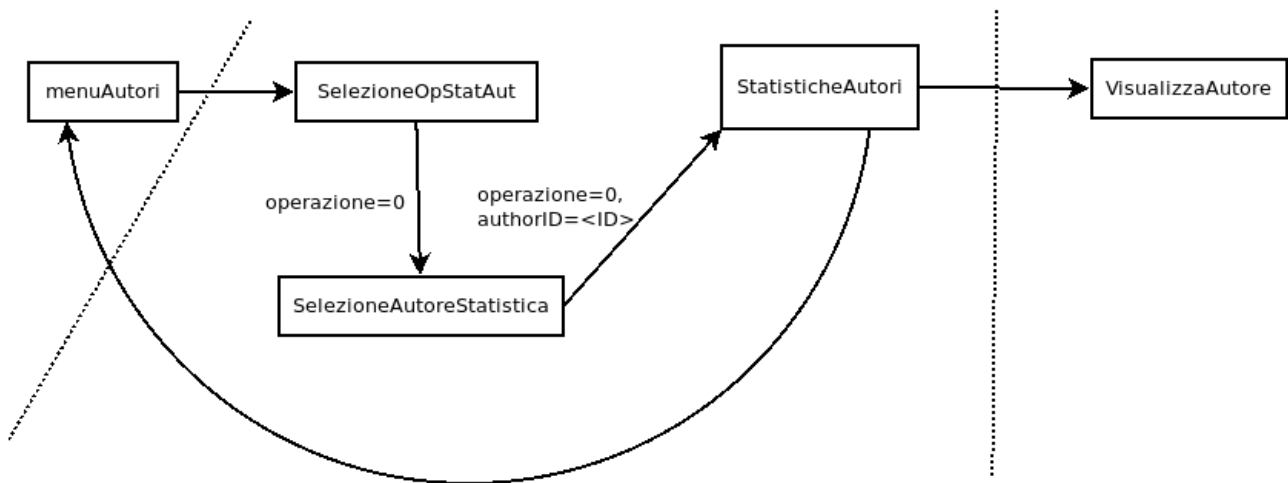 menuAutori
SelezioneOpStatAut
StatisticheAutori
VisualizzaAutore
operazione=0
operazione=0,
authorID=<ID>
SelezioneAutoreStatistica